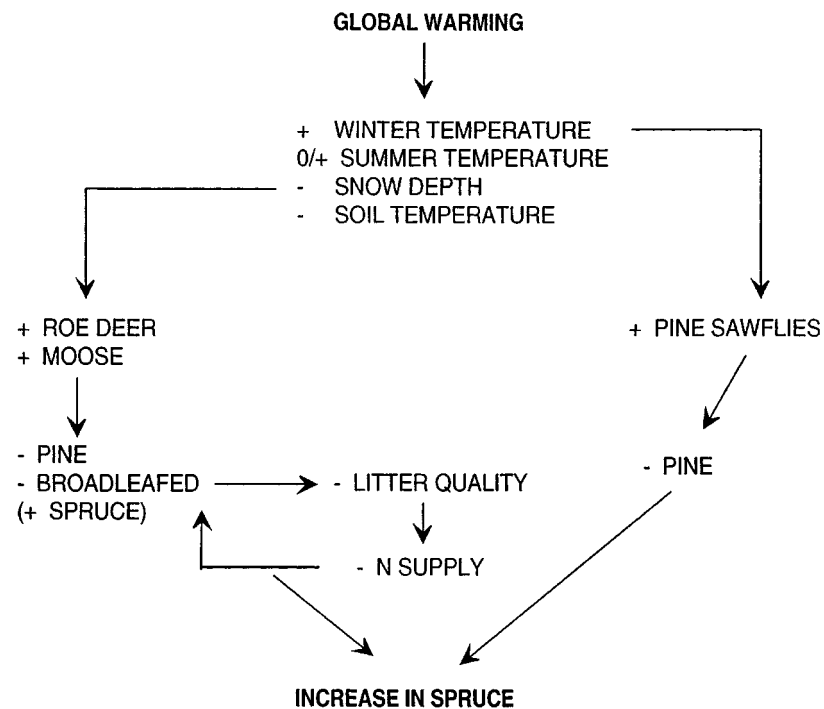 GLOBAL WARMING
+ WINTER TEMPERATURE
0/+ SUMMER TEMPERATURE
- SNOW DEPTH
- SOIL TEMPERATURE
+ ROE DEER
+ MOOSE
+ PINE SAWFLIES
- PINE
- BROADLEAFED
(+ SPRUCE)
- LITTER QUALITY
- PINE
- N SUPPLY
INCREASE IN SPRUCE